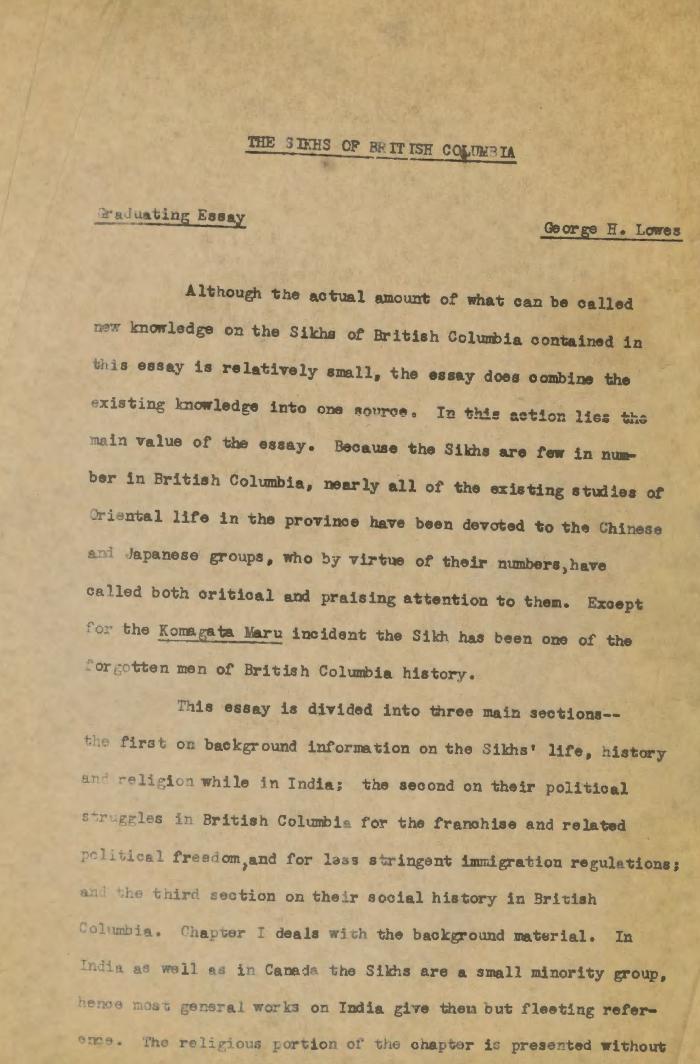 THE SIKHS OF BRITISH COLUMBIA
Graduating Essay
George H. Lowes
Although the actual amount of what can be called
new knowledge on the Sikhs of British Columbia contained in
this essay is relatively small, the essay does combine the
existing knowledge into one source. In this action lies the
main value of the essay. Because the Sikhs are few in num-
ber in British Columbia, nearly all of the existing studies of
Oriental life in the province have been devoted to the Chinese
and Japanese groups, who by virtue of their numbers,have
called both critical and praising attention to them. Except
for the Komagata Maru incident the Sikh has been one of the
forgotten men of British Columbia history.
This essay is divided into three main sections--
the first on background information on the Sikhs' life, history
and religion while in India; the second on their political
struggles in British Columbia for the franchise and related
political freedom,and for less stringent immigration regulations;
and the third section on their social history in British
Columbia. Chapter I deals with the background material. In
India as well as in Canada the Sikhs are a small minority group,
hence most general works on India give them but fleeting refer-
ence. The religious portion of the chapter is presented without